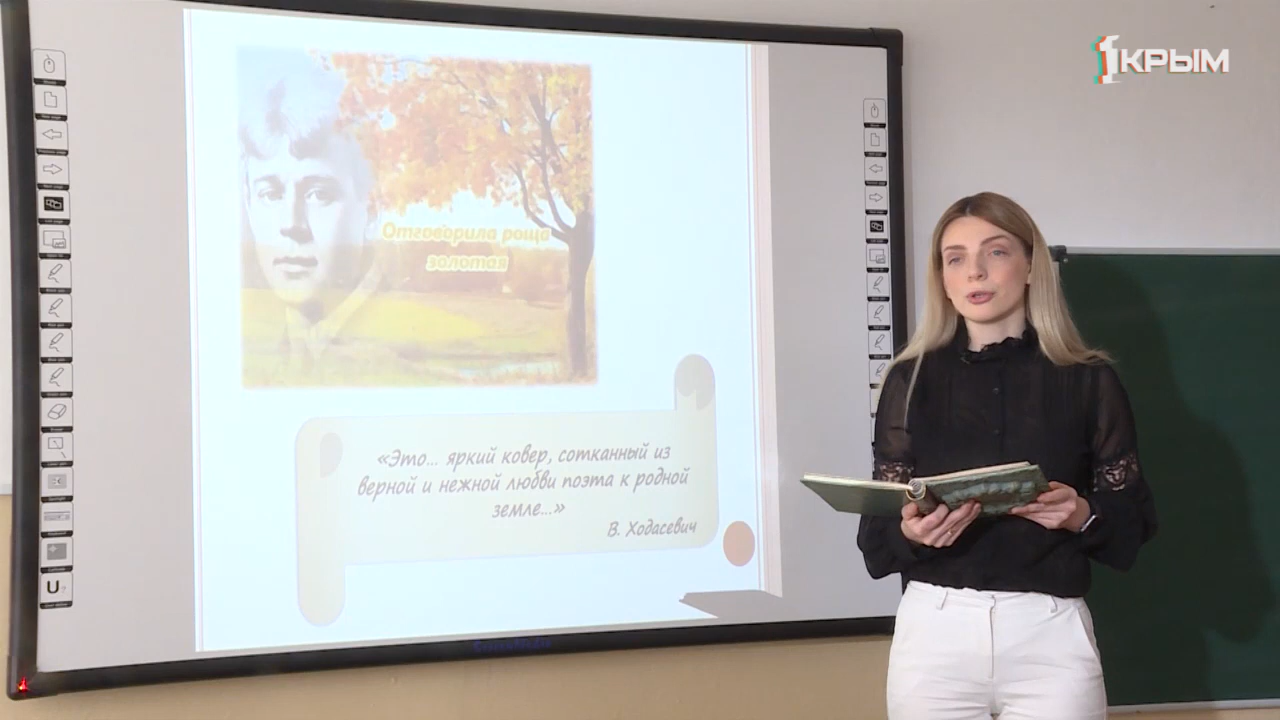 1КРЫМ
Отговорила роща
золотая
«Это... яркий ковер, сотканный из
верной и нежной любви поэта к родной
земле...»
В. Ходасевич